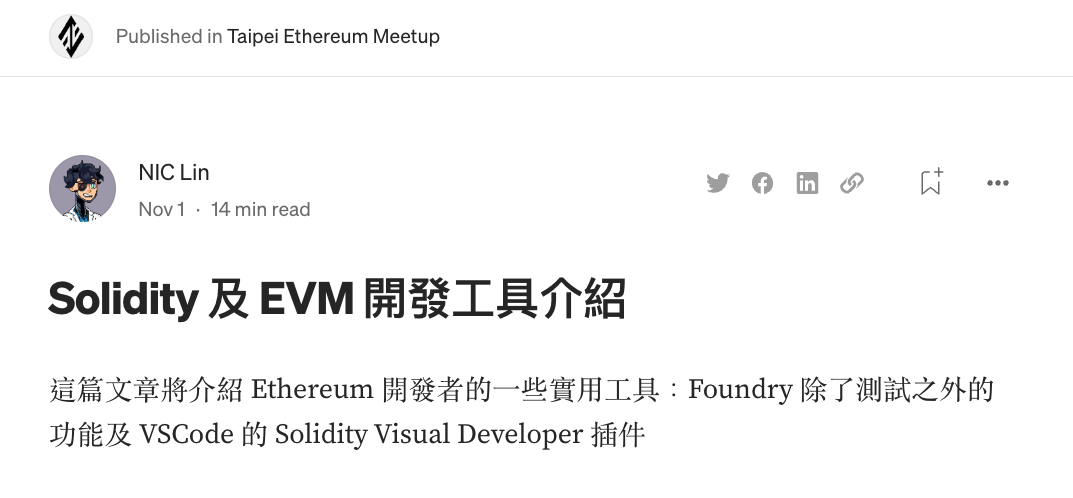 Published in Taipei Ethereum Meetup
NIC Lin
Nov 1 · 14 min read
Solidity 及 EVM 開發工具介紹
這篇文章將介紹 Ethereum 開發者的一些實用工具：Foundry 除了測試之外的
功能及 VSCode 的 Solidity Visual Developer 插件